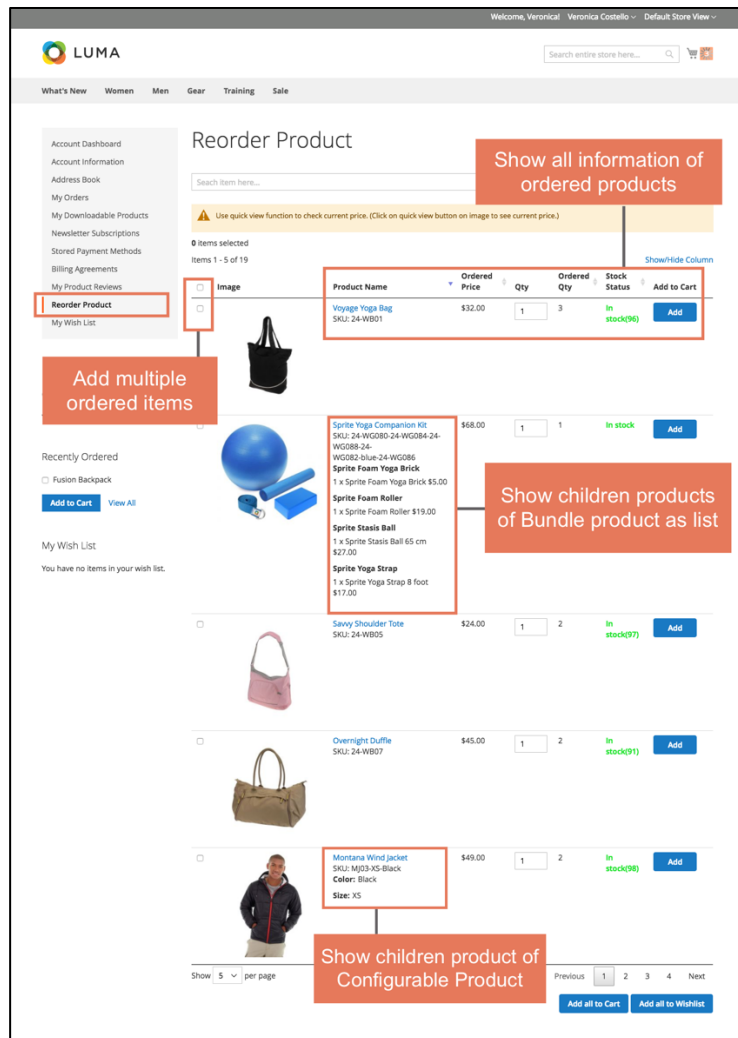 Welcome, Veronica! Veronica Costello Default Store View
LUMA
Search entire store here...
What's New Women Men Gear Training Sale
Account Dashboard
Account Information
Address Book
My Orders
My Downloadable Products
Newsletter Subscriptions
Stored Payment Methods
Billing Agreements
My Product Reviews
Reorder Product
My Wish List
Reorder Product
Show all information of
ordered products
Seach item here...
Use quick view function to check current price. (Click on quick view button on image to see current price.)
0 items selected
Items 1 - 5 of 19
Show/Hide Column
Image Product Name Ordered Price Qty Ordered Qty Stock Status Add to Cart
Voyage Yoga Bag $32.00 1 3 In stock(96) Add
SKU: 24-WB01
Add multiple
ordered items
Recently Ordered
Fusion Backpack
Add to Cart View All
My Wish List
You have no items in your wish list.
Sprite Yoga Companion Kit $68.00 1 1 In stock Add
SKU: 24-WG080-24-WG084-24-
WG088-24-
WG082-blue-24-WG086
Sprite Foam Yoga Brick
1 x Sprite Foam Yoga Brick $5.00
Sprite Foam Roller
1 x Sprite Foam Roller $19.00
Sprite Stasis Ball
1 x Sprite Stasis Ball 65 cm
$27.00
Sprite Yoga Strap
1 x Sprite Yoga Strap 8 foot
$17.00
Show children products
of Bundle product as list
Savvy Shoulder Tote $24.00 1 2 In stock(97) Add
SKU: 24-WB05
Overnight Duffle $45.00 1 2 In stock(91) Add
SKU: 24-WB07
Montana Wind Jacket $49.00 1 2 In stock(98) Add
SKU: MJ03-XS-Black
Color: Black
Size: XS
Show children product of
Configurable Product
Show 5 per page
Previous 1 2 3 4 Next
Add all to Cart Add all to Wishlist